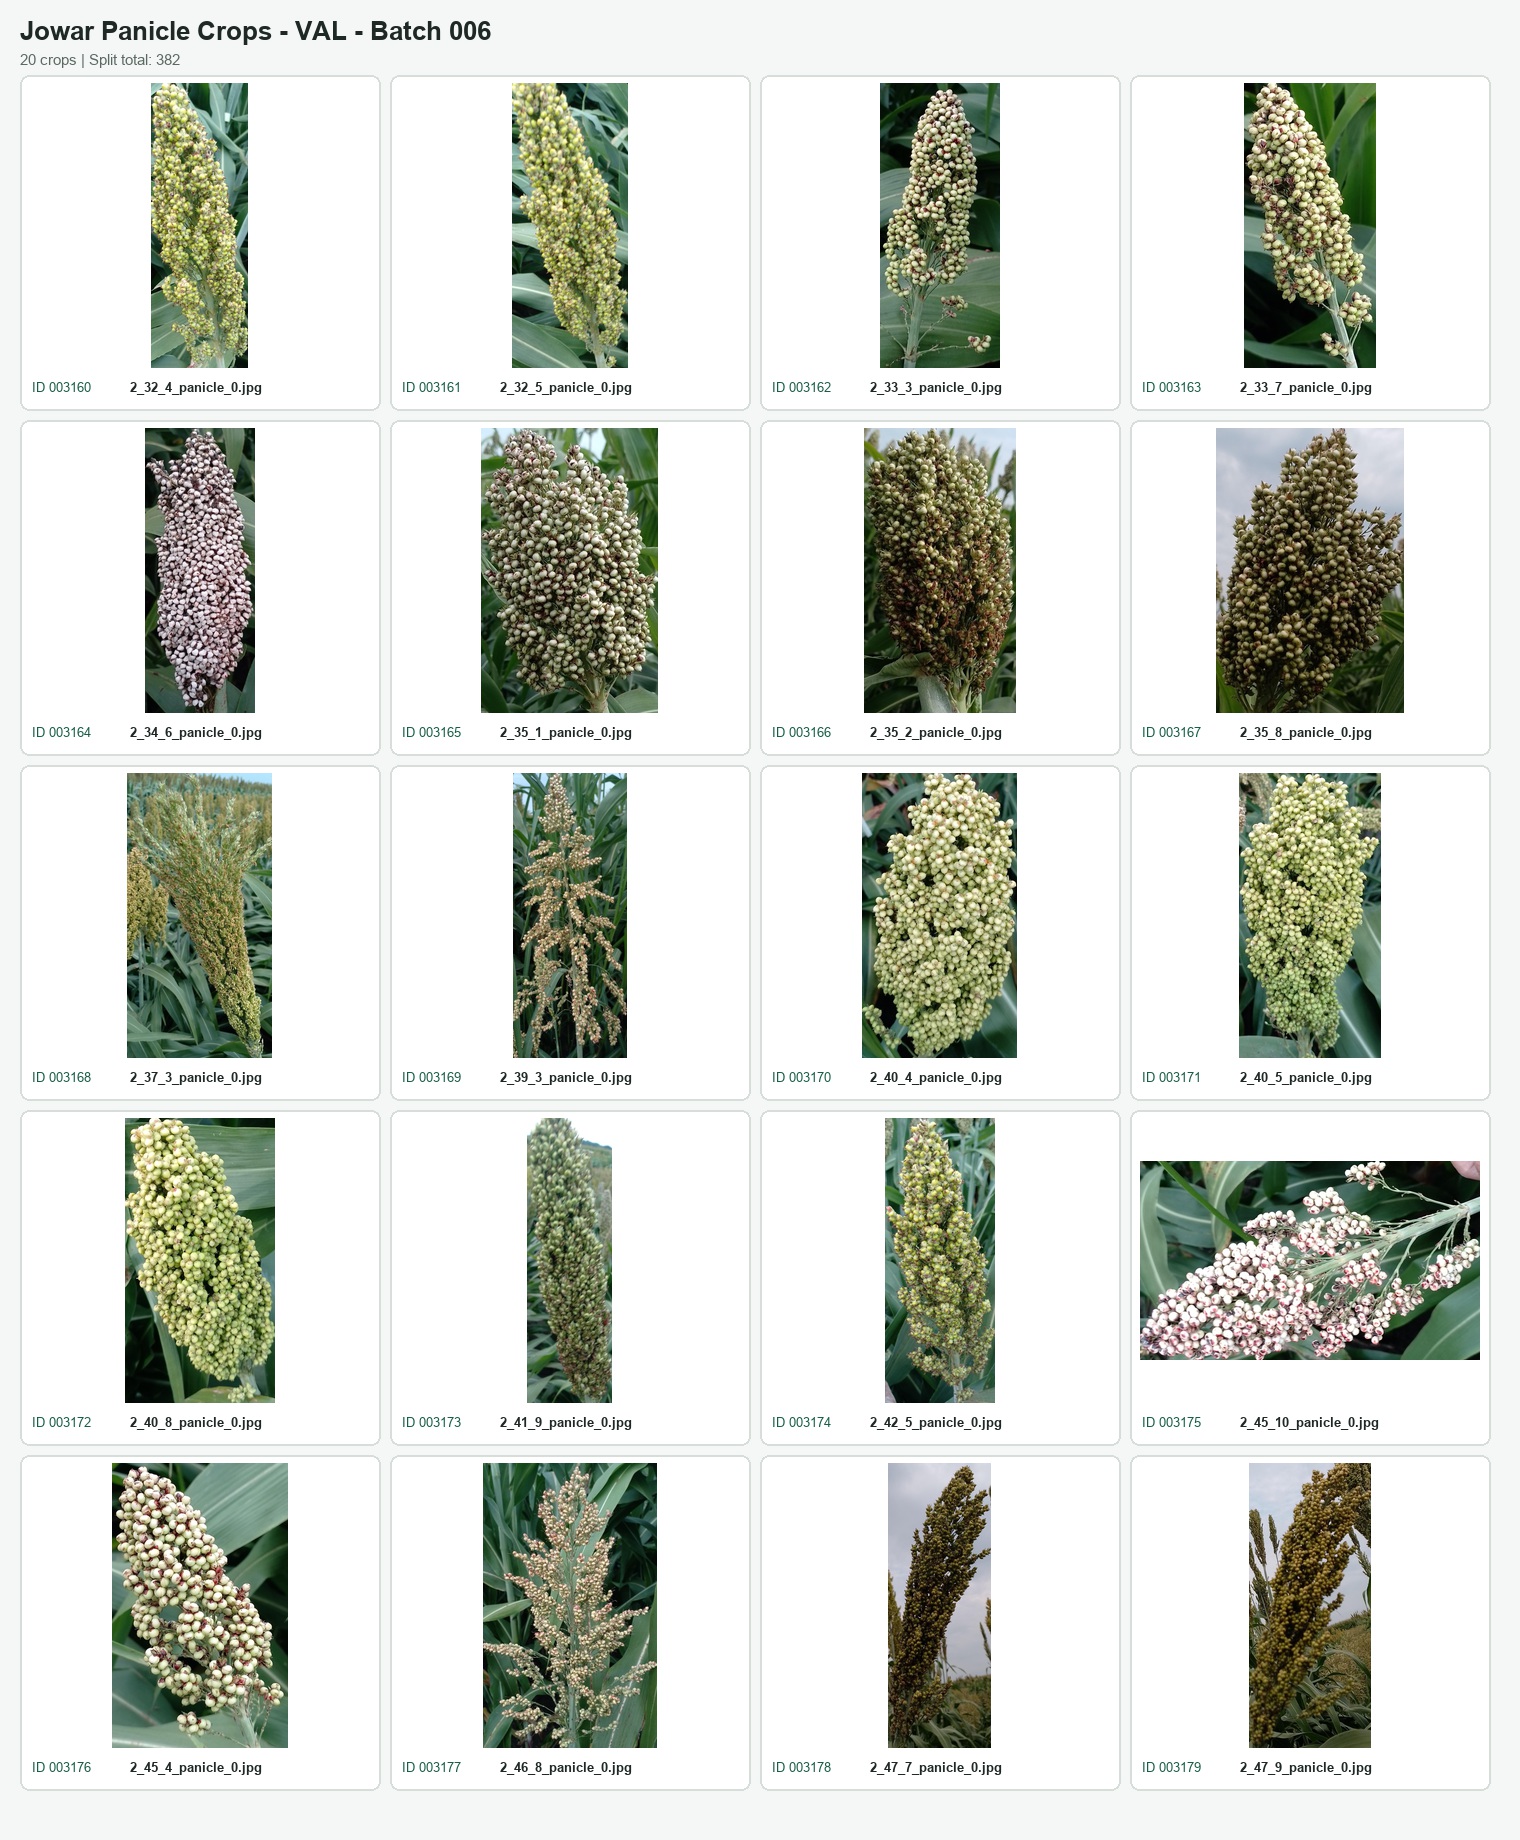 Jowar Panicle Crops - VAL - Batch 006
20 crops | Split total: 382
ID 003160 2_32_4_panicle_0.jpg
ID 003161 2_32_5_panicle_0.jpg
ID 003162 2_33_3_panicle_0.jpg
ID 003163 2_33_7_panicle_0.jpg
ID 003164 2_34_6_panicle_0.jpg
ID 003165 2_35_1_panicle_0.jpg
ID 003166 2_35_2_panicle_0.jpg
ID 003167 2_35_8_panicle_0.jpg
ID 003168 2_37_3_panicle_0.jpg
ID 003169 2_39_3_panicle_0.jpg
ID 003170 2_40_4_panicle_0.jpg
ID 003171 2_40_5_panicle_0.jpg
ID 003172 2_40_8_panicle_0.jpg
ID 003173 2_41_9_panicle_0.jpg
ID 003174 2_42_5_panicle_0.jpg
ID 003175 2_45_10_panicle_0.jpg
ID 003176 2_45_4_panicle_0.jpg
ID 003177 2_46_8_panicle_0.jpg
ID 003178 2_47_7_panicle_0.jpg
ID 003179 2_47_9_panicle_0.jpg